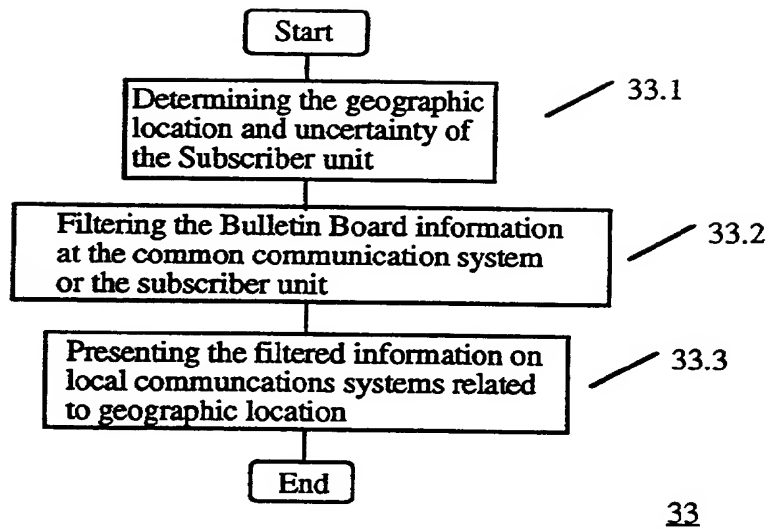 Start
Determining the geographic
location and uncertainty of
the Subscriber unit
33.1
Filtering the Bulletin Board information
at the common communication system
or the subscriber unit
33.2
Presenting the filtered information on
local communcations systems related
to geographic location
33.3
End
33